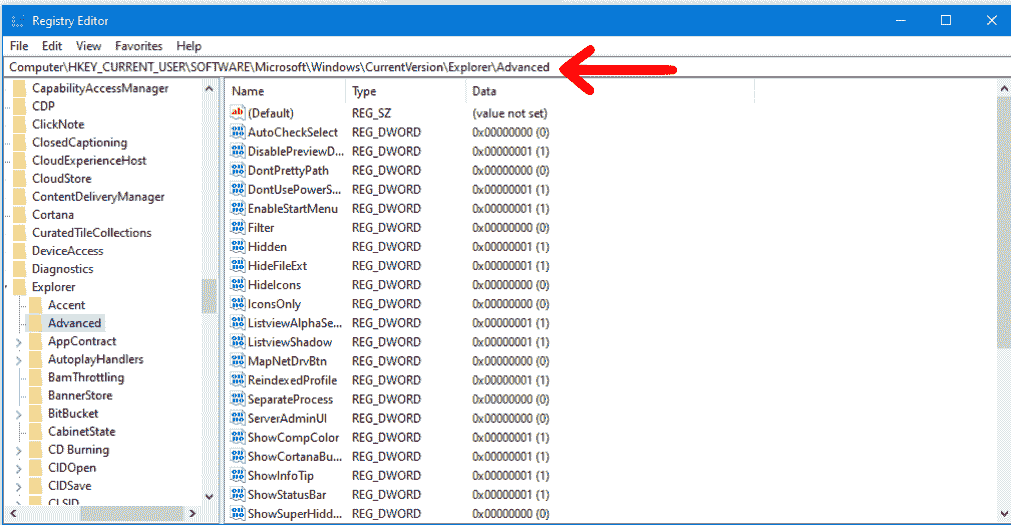 Registry Editor
File Edit View Favorites Help
Computer\HKEY_CURRENT_USER\SOFTWARE\Microsoft\Windows\CurrentVersion\Explorer\Advanced
CapabilityAccessManager
CDP
ClickNote
ClosedCaptioning
CloudExperienceHost
CloudStore
ContentDeliveryManager
Cortana
CuratedTileCollections
DeviceAccess
Diagnostics
Explorer
Accent
Advanced
AppContract
AutoplayHandlers
BamThrottling
BannerStore
BitBucket
CabinetState
CD Burning
CIDOpen
CIDSave
CLSID
Name Type Data
(Default) REG_SZ (value not set)
AutoCheckSelect REG_DWORD 0x00000000 (0)
DisablePreviewD... REG_DWORD 0x00000001 (1)
DontPrettyPath REG_DWORD 0x00000000 (0)
DontUsePowerS... REG_DWORD 0x00000001 (1)
EnableStartMenu REG_DWORD 0x00000001 (1)
Filter REG_DWORD 0x00000000 (0)
Hidden REG_DWORD 0x00000001 (1)
HideFileExt REG_DWORD 0x00000001 (1)
HideIcons REG_DWORD 0x00000000 (0)
IconsOnly REG_DWORD 0x00000000 (0)
ListviewAlphaSe... REG_DWORD 0x00000001 (1)
ListviewShadow REG_DWORD 0x00000001 (1)
MapNetDrvBtn REG_DWORD 0x00000000 (0)
ReindexedProfile REG_DWORD 0x00000001 (1)
SeparateProcess REG_DWORD 0x00000000 (0)
ServerAdminUI REG_DWORD 0x00000000 (0)
ShowCompColor REG_DWORD 0x00000001 (1)
ShowCortanaBu... REG_DWORD 0x00000001 (1)
ShowInfoTip REG_DWORD 0x00000001 (1)
ShowStatusBar REG_DWORD 0x00000001 (1)
ShowSuperHidd... REG_DWORD 0x00000000 (0)